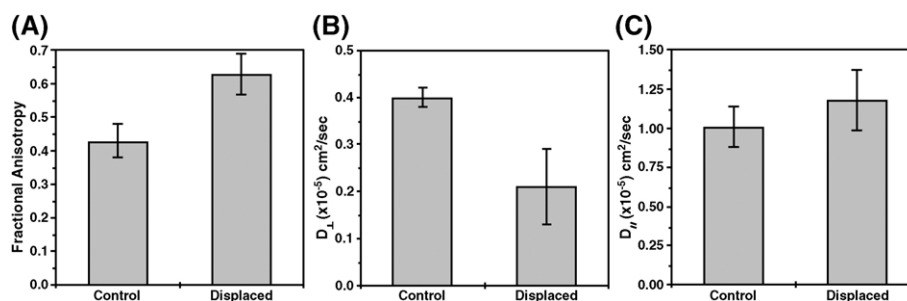 (A)
Fractional Anisotropy
0.7
0.6
0.5
0.4
0.3
0.2
0.1
0.0
Control Displaced
(B)
D⊥ (x10⁻⁵) cm²/sec
0.5
0.4
0.3
0.2
0.1
0.0
Control Displaced
(C)
D// (x10⁻⁵) cm²/sec
1.50
1.25
1.00
0.75
0.50
0.25
0.00
Control Displaced